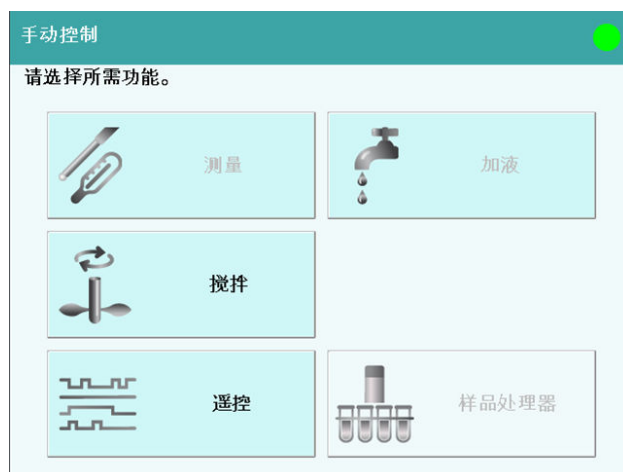 手动控制
请选择所需功能。
测量
加液
搅拌
遥控
样品处理器